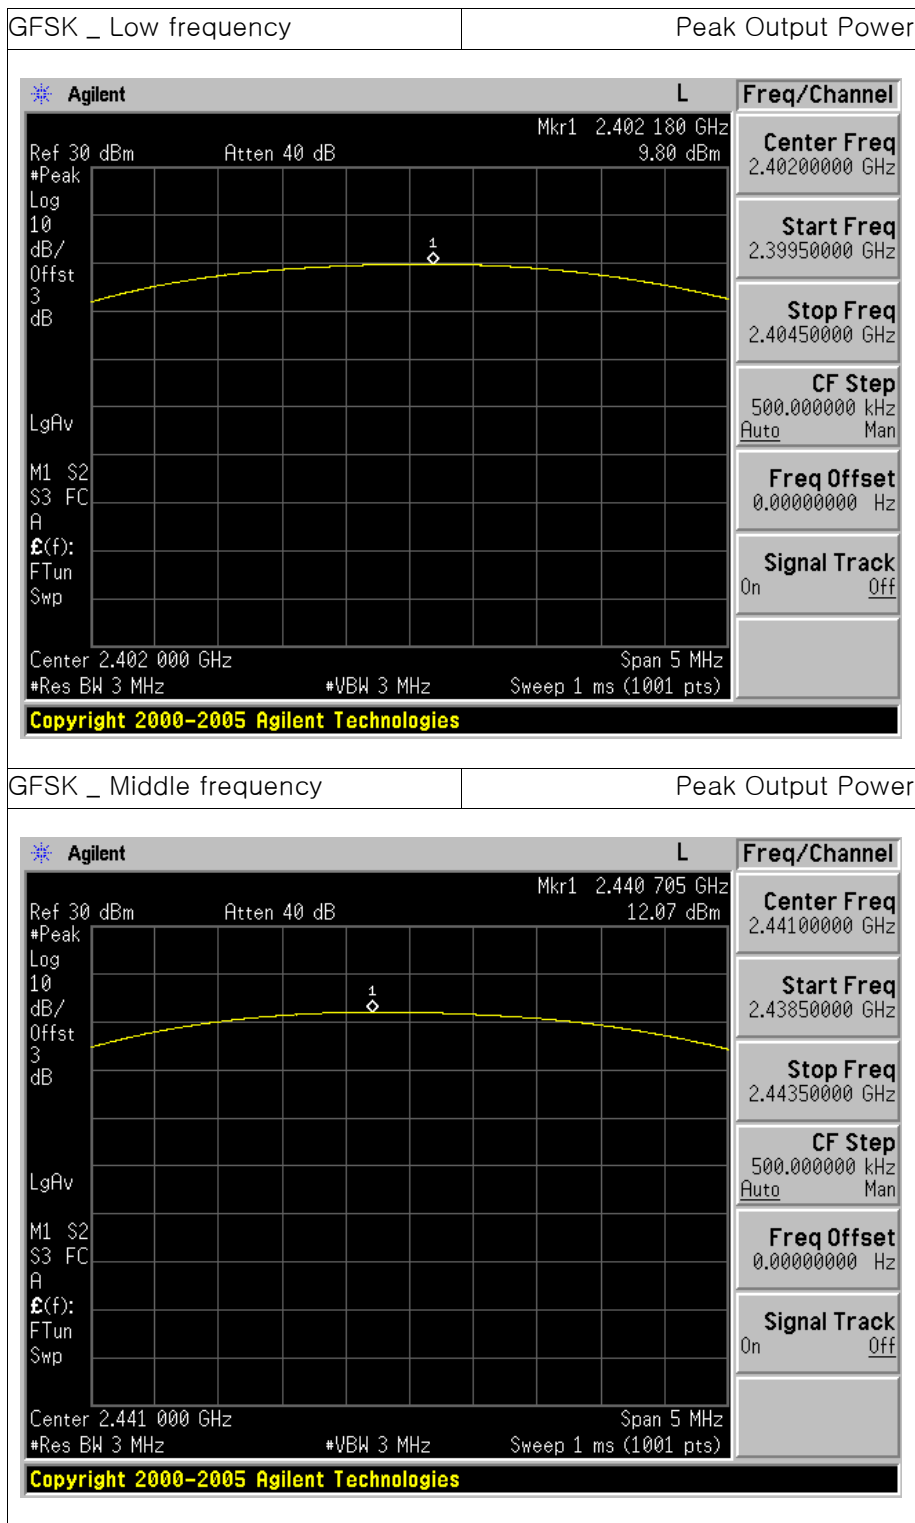 GFSK _ Low frequency Peak Output Power
Agilent L Freq/Channel
Mkr1 2.402 180 GHz
Ref 30 dBm Atten 40 dB 9.80 dBm
#Peak
Log
10
dB/
Offst
3
dB
1
LgAv
M1 S2
S3 FC
A
£(f):
FTun
Swp
Center 2.402 000 GHz Span 5 MHz
#Res BW 3 MHz #VBW 3 MHz Sweep 1 ms (1001 pts)
Center Freq
2.40200000 GHz
Start Freq
2.39950000 GHz
Stop Freq
2.40450000 GHz
CF Step
500.000000 kHz
Auto Man
Freq Offset
0.00000000 Hz
Signal Track
On Off
Copyright 2000-2005 Agilent Technologies
GFSK _ Middle frequency Peak Output Power
Agilent L Freq/Channel
Mkr1 2.440 705 GHz
Ref 30 dBm Atten 40 dB 12.07 dBm
#Peak
Log
10
dB/
Offst
3
dB
1
LgAv
M1 S2
S3 FC
A
£(f):
FTun
Swp
Center 2.441 000 GHz Span 5 MHz
#Res BW 3 MHz #VBW 3 MHz Sweep 1 ms (1001 pts)
Center Freq
2.44100000 GHz
Start Freq
2.43850000 GHz
Stop Freq
2.44350000 GHz
CF Step
500.000000 kHz
Auto Man
Freq Offset
0.00000000 Hz
Signal Track
On Off
Copyright 2000-2005 Agilent Technologies